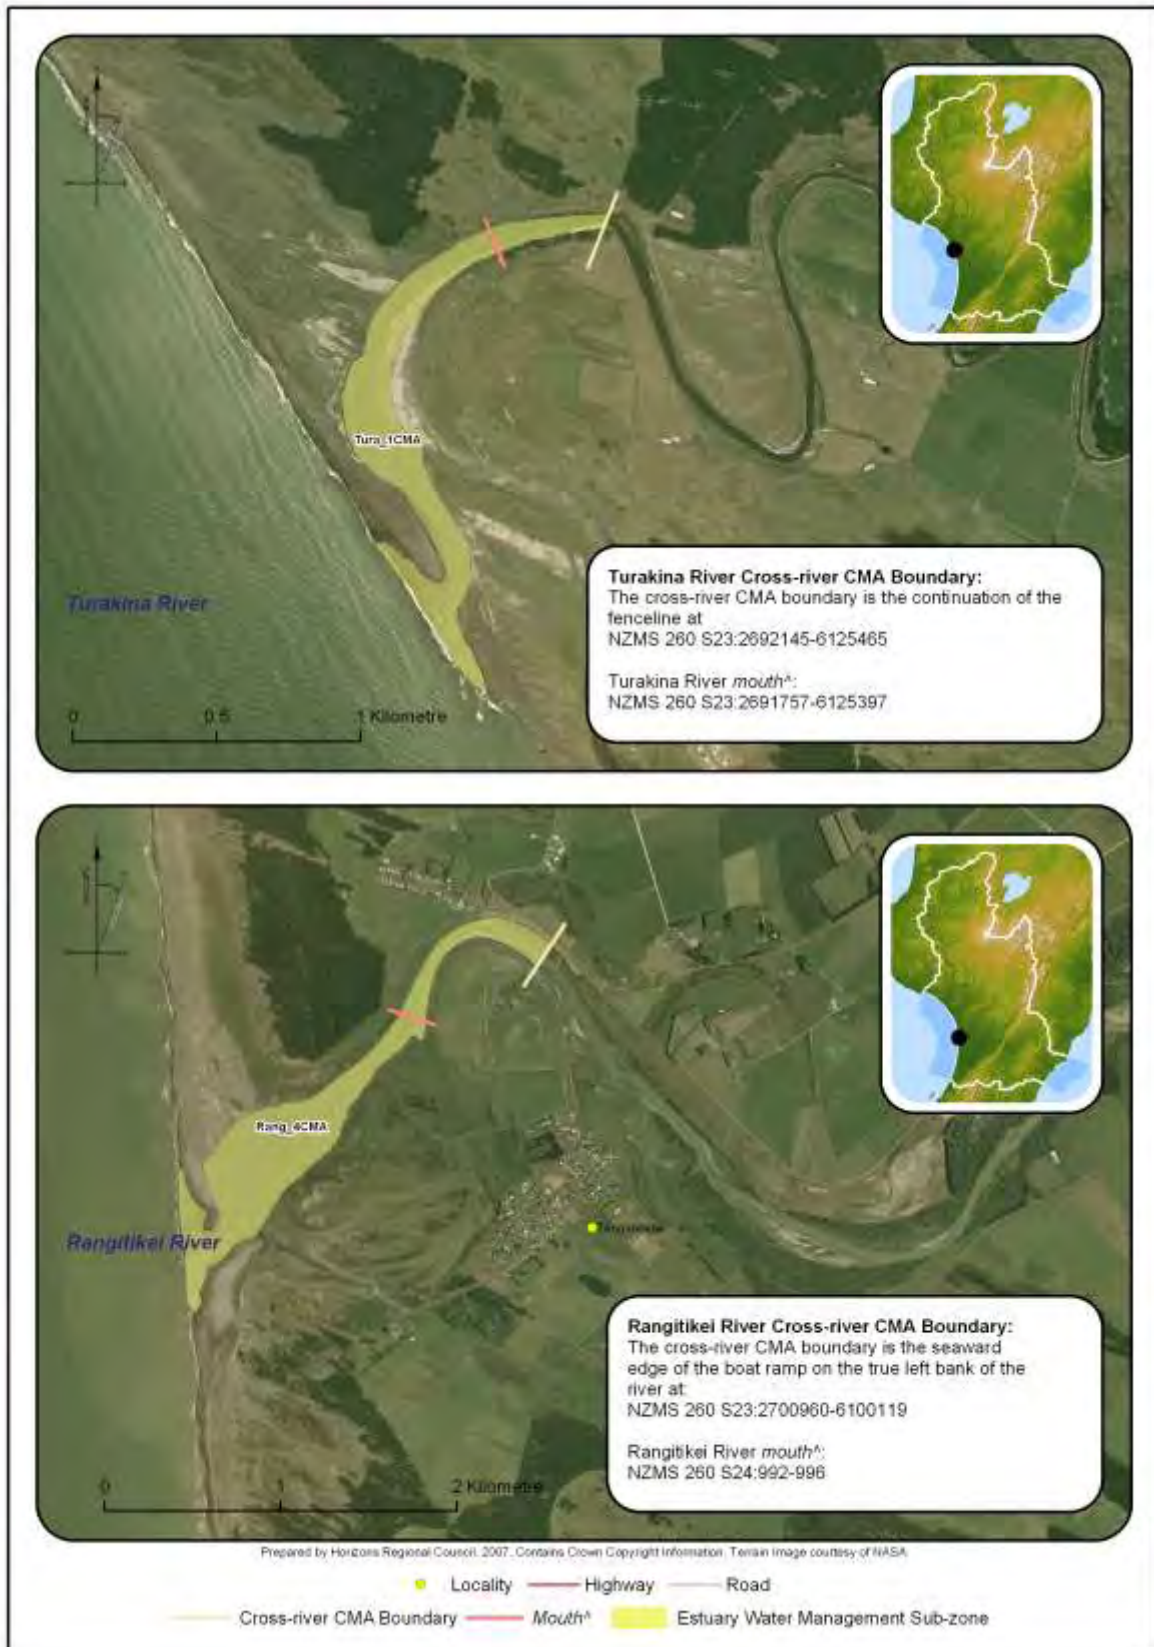 Tura_1CMA
Turakina River
0 0.5 1 Kilometre
Turakina River Cross-river CMA Boundary:
The cross-river CMA boundary is the continuation of the
fenceline at
NZMS 260 S23:2692145-6125465
Turakina River mouth^:
NZMS 260 S23:2691757-6125397
Rang_4CMA
Rangitikei River
0 1 2 Kilometre
Rangitikei River Cross-river CMA Boundary:
The cross-river CMA boundary is the seaward
edge of the boat ramp on the true left bank of the
river at:
NZMS 260 S23:2700960-6100119
Rangitikei River mouth^:
NZMS 260 S24:992-996
Prepared by Horizons Regional Council, 2007. Contains Crown Copyright Information. Terrain Image courtesy of NASA
Locality Highway Road
Cross-river CMA Boundary Mouth^ Estuary Water Management Sub-zone